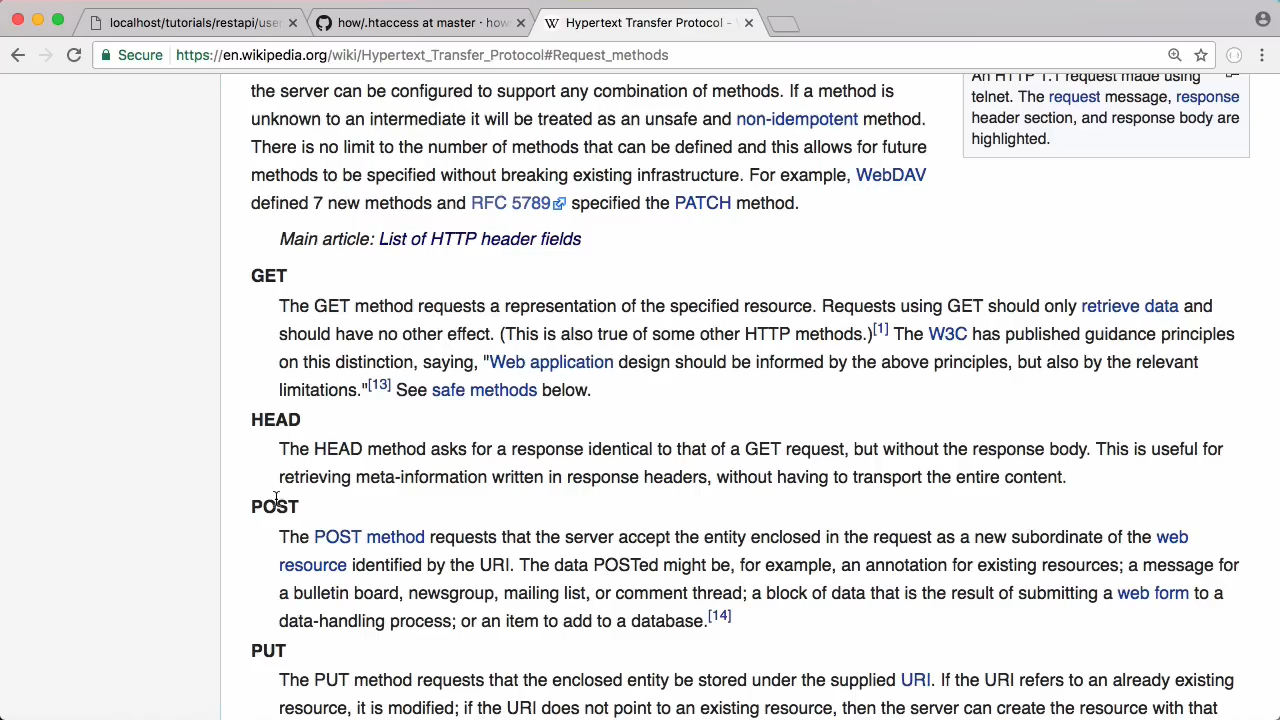 localhost/tutorials/restapi/use
how/.htaccess at master · how
Hypertext Transfer Protocol -
Secure
https://en.wikipedia.org/wiki/Hypertext_Transfer_Protocol#Request_methods
the server can be configured to support any combination of methods. If a method is
unknown to an intermediate it will be treated as an unsafe and non-idempotent method.
There is no limit to the number of methods that can be defined and this allows for future
methods to be specified without breaking existing infrastructure. For example, WebDAV
defined 7 new methods and RFC 5789 specified the PATCH method.
An HTTP 1.1 request made using
telnet. The request message, response
header section, and response body are
highlighted.
Main article: List of HTTP header fields
GET
The GET method requests a representation of the specified resource. Requests using GET should only retrieve data and
should have no other effect. (This is also true of some other HTTP methods.)[1] The W3C has published guidance principles
on this distinction, saying, "Web application design should be informed by the above principles, but also by the relevant
limitations."[13] See safe methods below.
HEAD
The HEAD method asks for a response identical to that of a GET request, but without the response body. This is useful for
retrieving meta-information written in response headers, without having to transport the entire content.
POST
The POST method requests that the server accept the entity enclosed in the request as a new subordinate of the web
resource identified by the URI. The data POSTed might be, for example, an annotation for existing resources; a message for
a bulletin board, newsgroup, mailing list, or comment thread; a block of data that is the result of submitting a web form to a
data-handling process; or an item to add to a database.[14]
PUT
The PUT method requests that the enclosed entity be stored under the supplied URI. If the URI refers to an already existing
resource, it is modified; if the URI does not point to an existing resource, then the server can create the resource with that